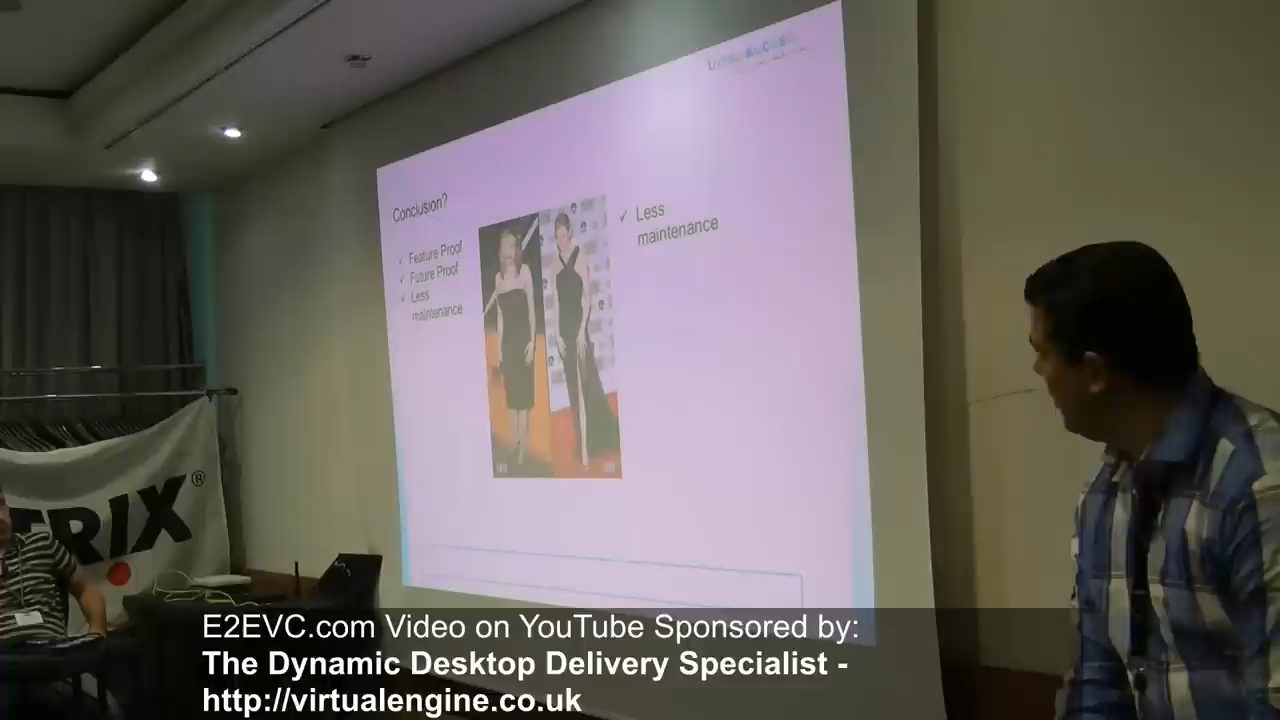 Conclusion?
✓ Feature Proof
✓ Future Proof
✓ Less
maintenance
✓ Less
maintenance
TRIX®
E2EVC.com Video on YouTube Sponsored by:
The Dynamic Desktop Delivery Specialist -
http://virtualengine.co.uk